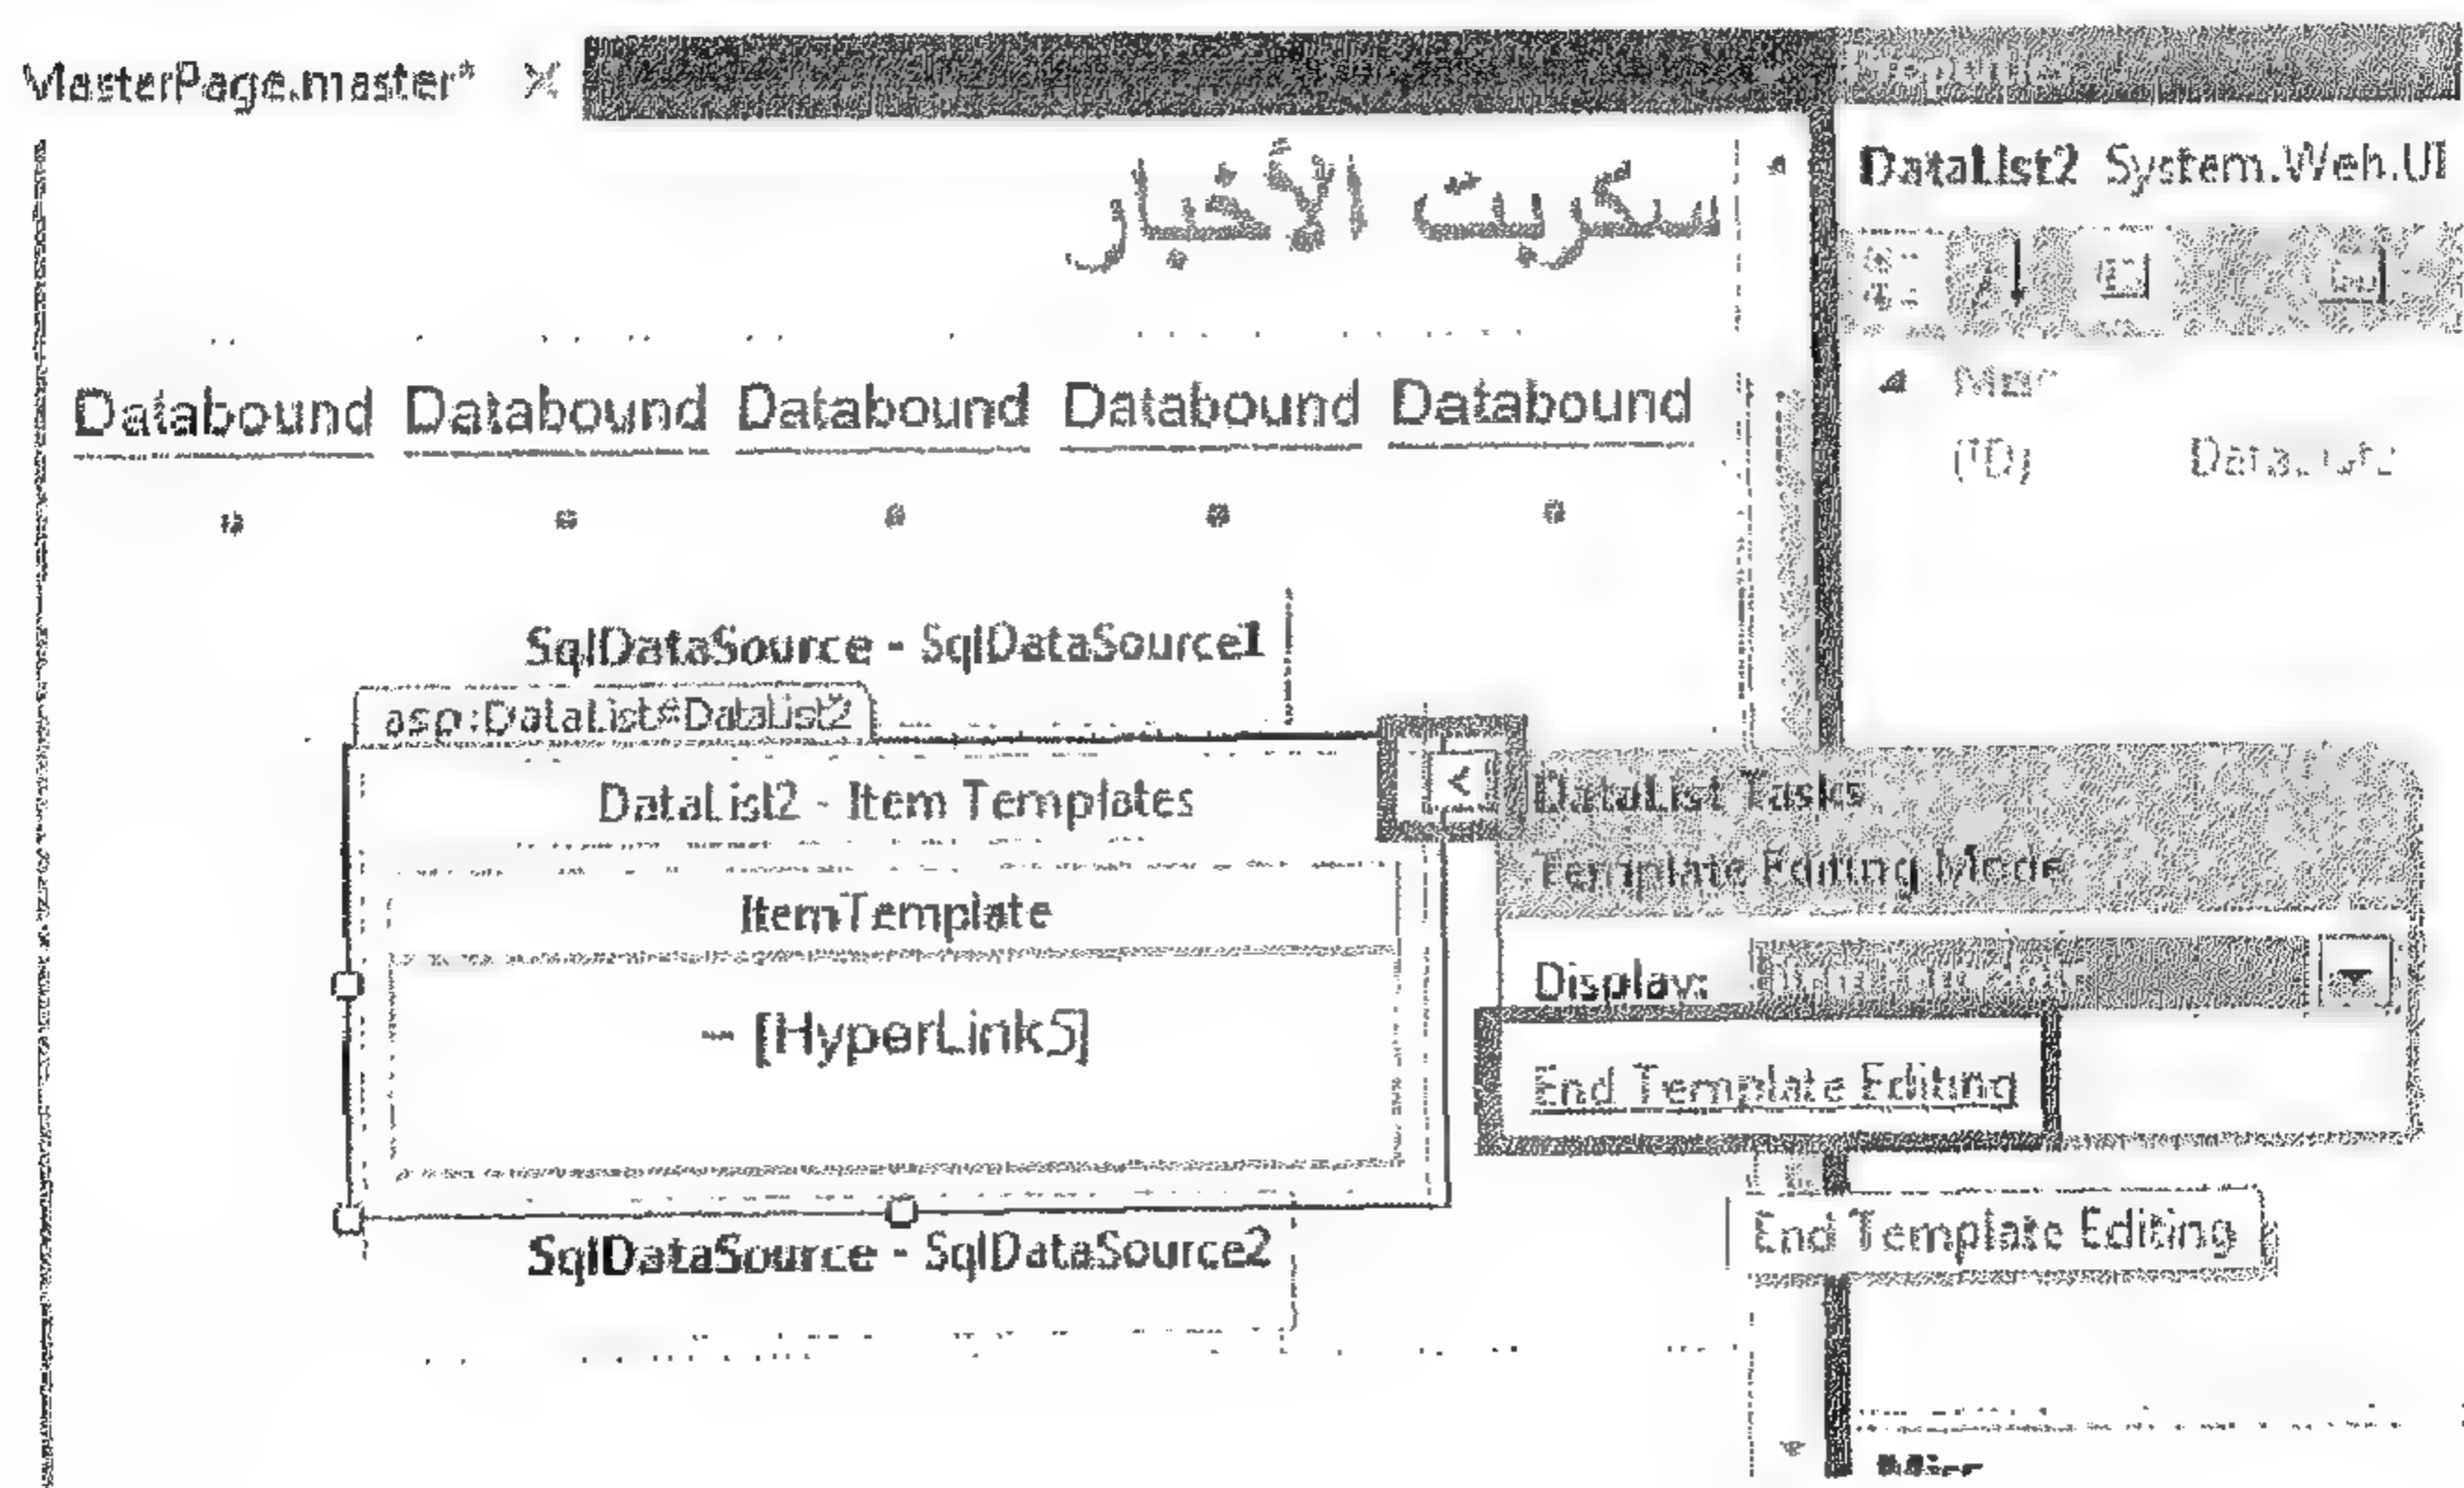 MasterPage.master*
سكربت الأخبار
DataList2 System.Web.UI
Databound Databound Databound Databound Databound
(ID)
SqlDataSource - SqlDataSource1
asp:DataList#DataList2
DataList2 - Item Templates
DataList Tasks
Template Editing Mode
ItemTemplate
Display:
~ [HyperLink5]
End Template Editing
End Template Editing
SqlDataSource - SqlDataSource2
Misc